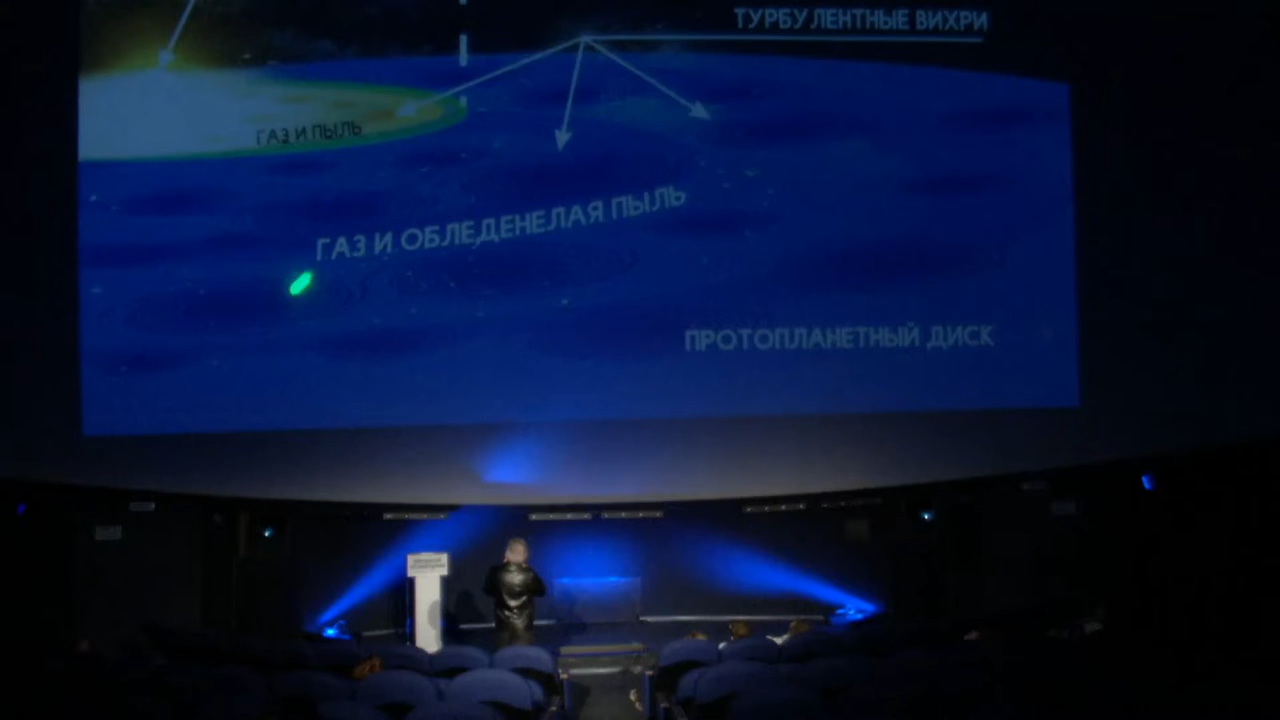 ТУРБУЛЕНТНЫЕ ВИХРИ
ГАЗ И ПЫЛЬ
ГАЗ И ОБЛЕДЕНЕЛАЯ ПЫЛЬ
ПРОТОПЛАНЕТНЫЙ ДИСК